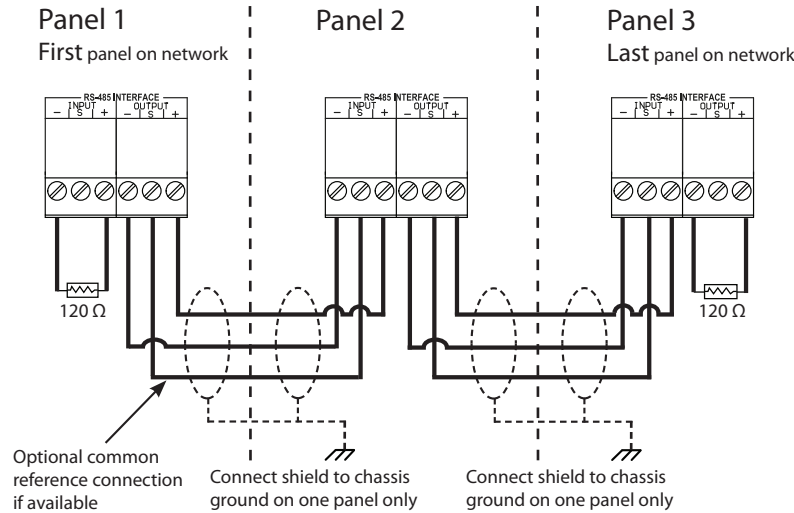 Panel 1
First panel on network
Panel 2
Panel 3
Last panel on network
RS-485 INTERFACE
INPUT OUTPUT
- S + - S +
RS-485 INTERFACE
INPUT OUTPUT
- S + - S +
RS-485 INTERFACE
INPUT OUTPUT
- S + - S +
120 Ω
120 Ω
Optional common
reference connection
if available
Connect shield to chassis
ground on one panel only
Connect shield to chassis
ground on one panel only